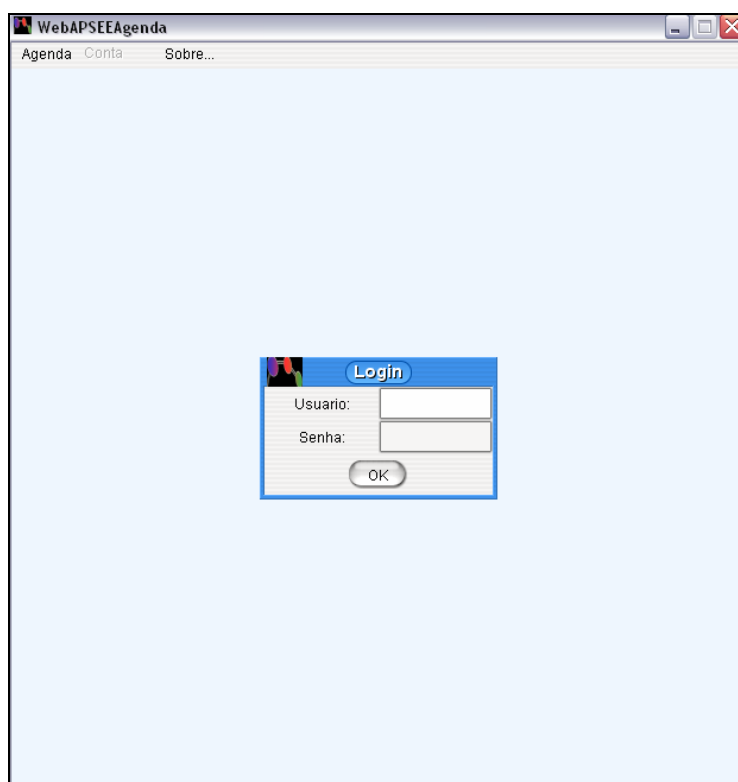 WebAPSEEAgenda
Agenda Conta Sobre...
Login
Usuario:
Senha:
OK